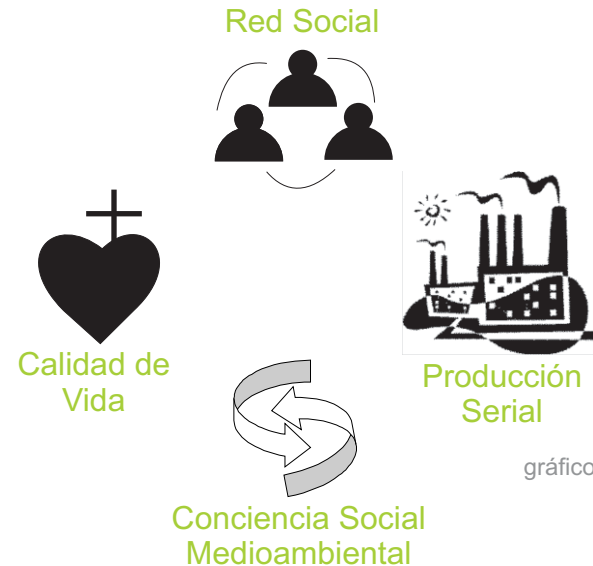 Red Social
Calidad de
Vida
Producción
Serial
gráfico
Conciencia Social
Medioambiental